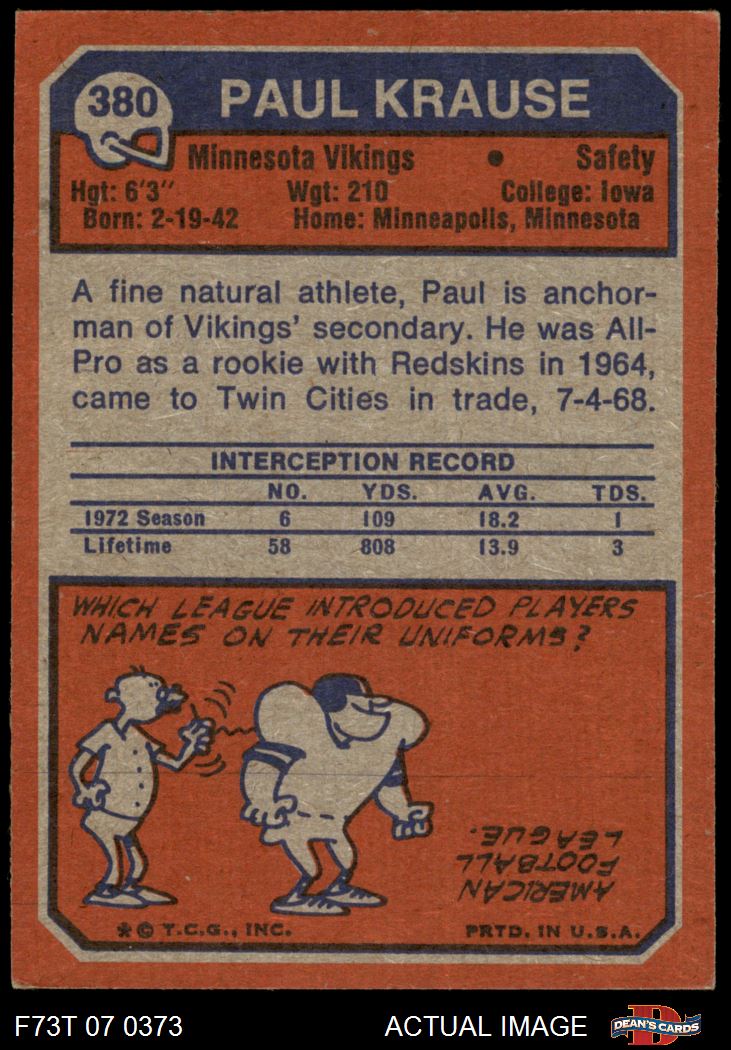 380
PAUL KRAUSE
Minnesota Vikings • Safety
Hgt: 6'3" Wgt: 210 College: Iowa
Born: 2-19-42 Home: Minneapolis, Minnesota
A fine natural athlete, Paul is anchor-
man of Vikings' secondary. He was All-
Pro as a rookie with Redskins in 1964,
came to Twin Cities in trade, 7-4-68.
INTERCEPTION RECORD
NO. YDS. AVG. TDS.
1972 Season 6 109 18.2 1
Lifetime 58 808 13.9 3
WHICH LEAGUE INTRODUCED PLAYERS
NAMES ON THEIR UNIFORMS?
AMERICAN
FOOTBALL
LEAGUE.
* © T.C.G., INC. PRTD. IN U.S.A.
F73T 07 0373 ACTUAL IMAGE D DEAN'S CARDS